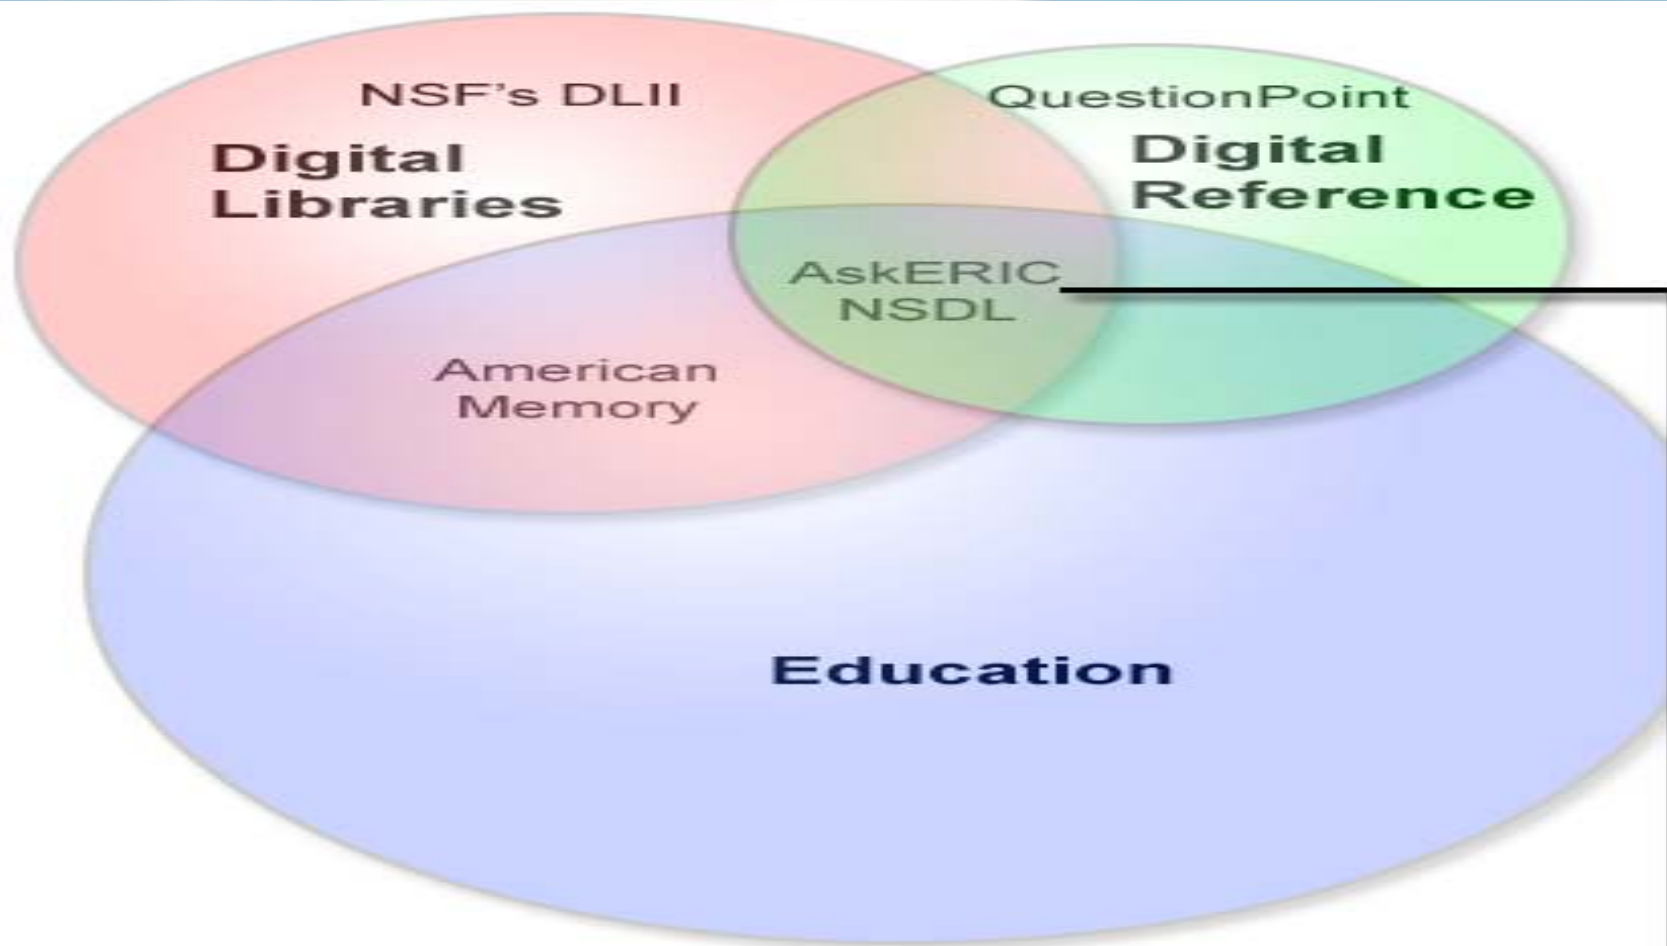 NSF's DLII
Digital
Libraries
QuestionPoint
Digital
Reference
AskERIC
NSDL
American
Memory
Education